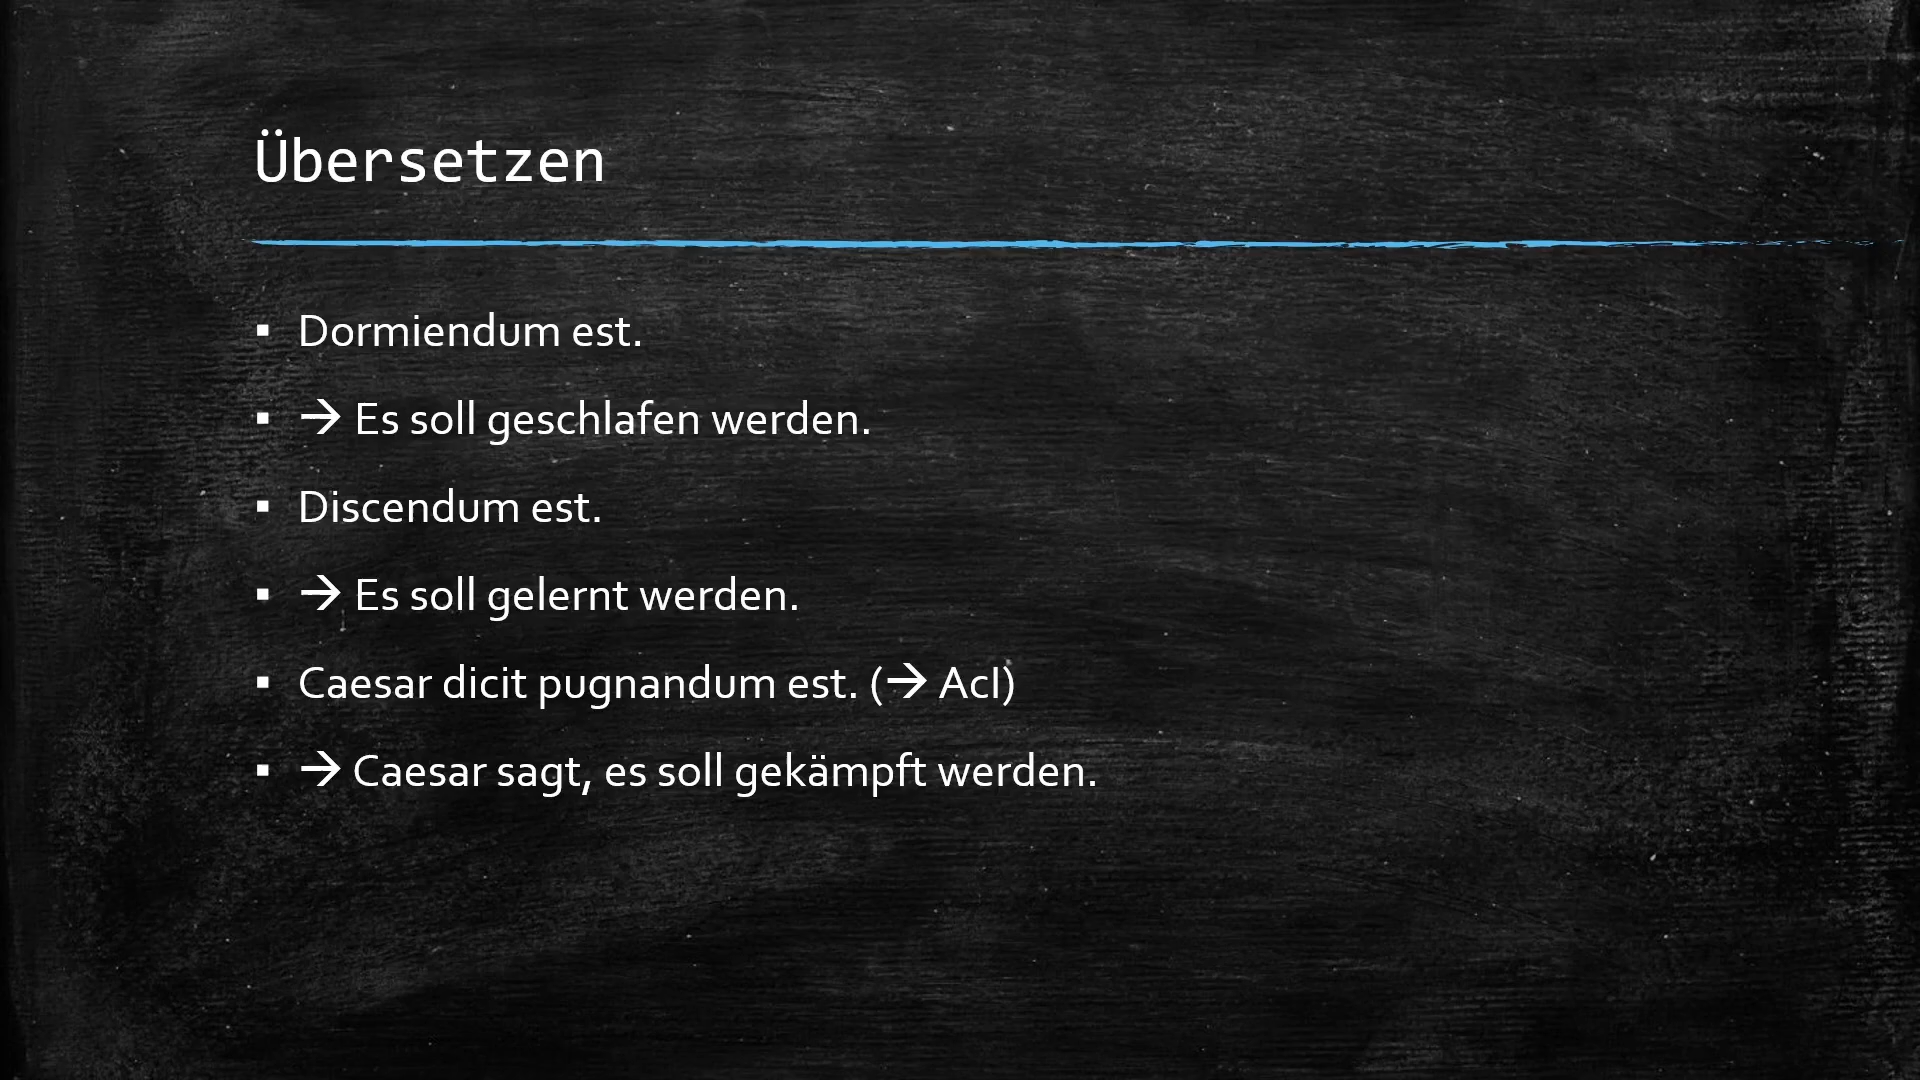 Übersetzen
▪ Dormiendum est.
▪ → Es soll geschlafen werden.
▪ Discendum est.
▪ → Es soll gelernt werden.
▪ Caesar dicit pugnandum est. (→ AcI)
▪ → Caesar sagt, es soll gekämpft werden.